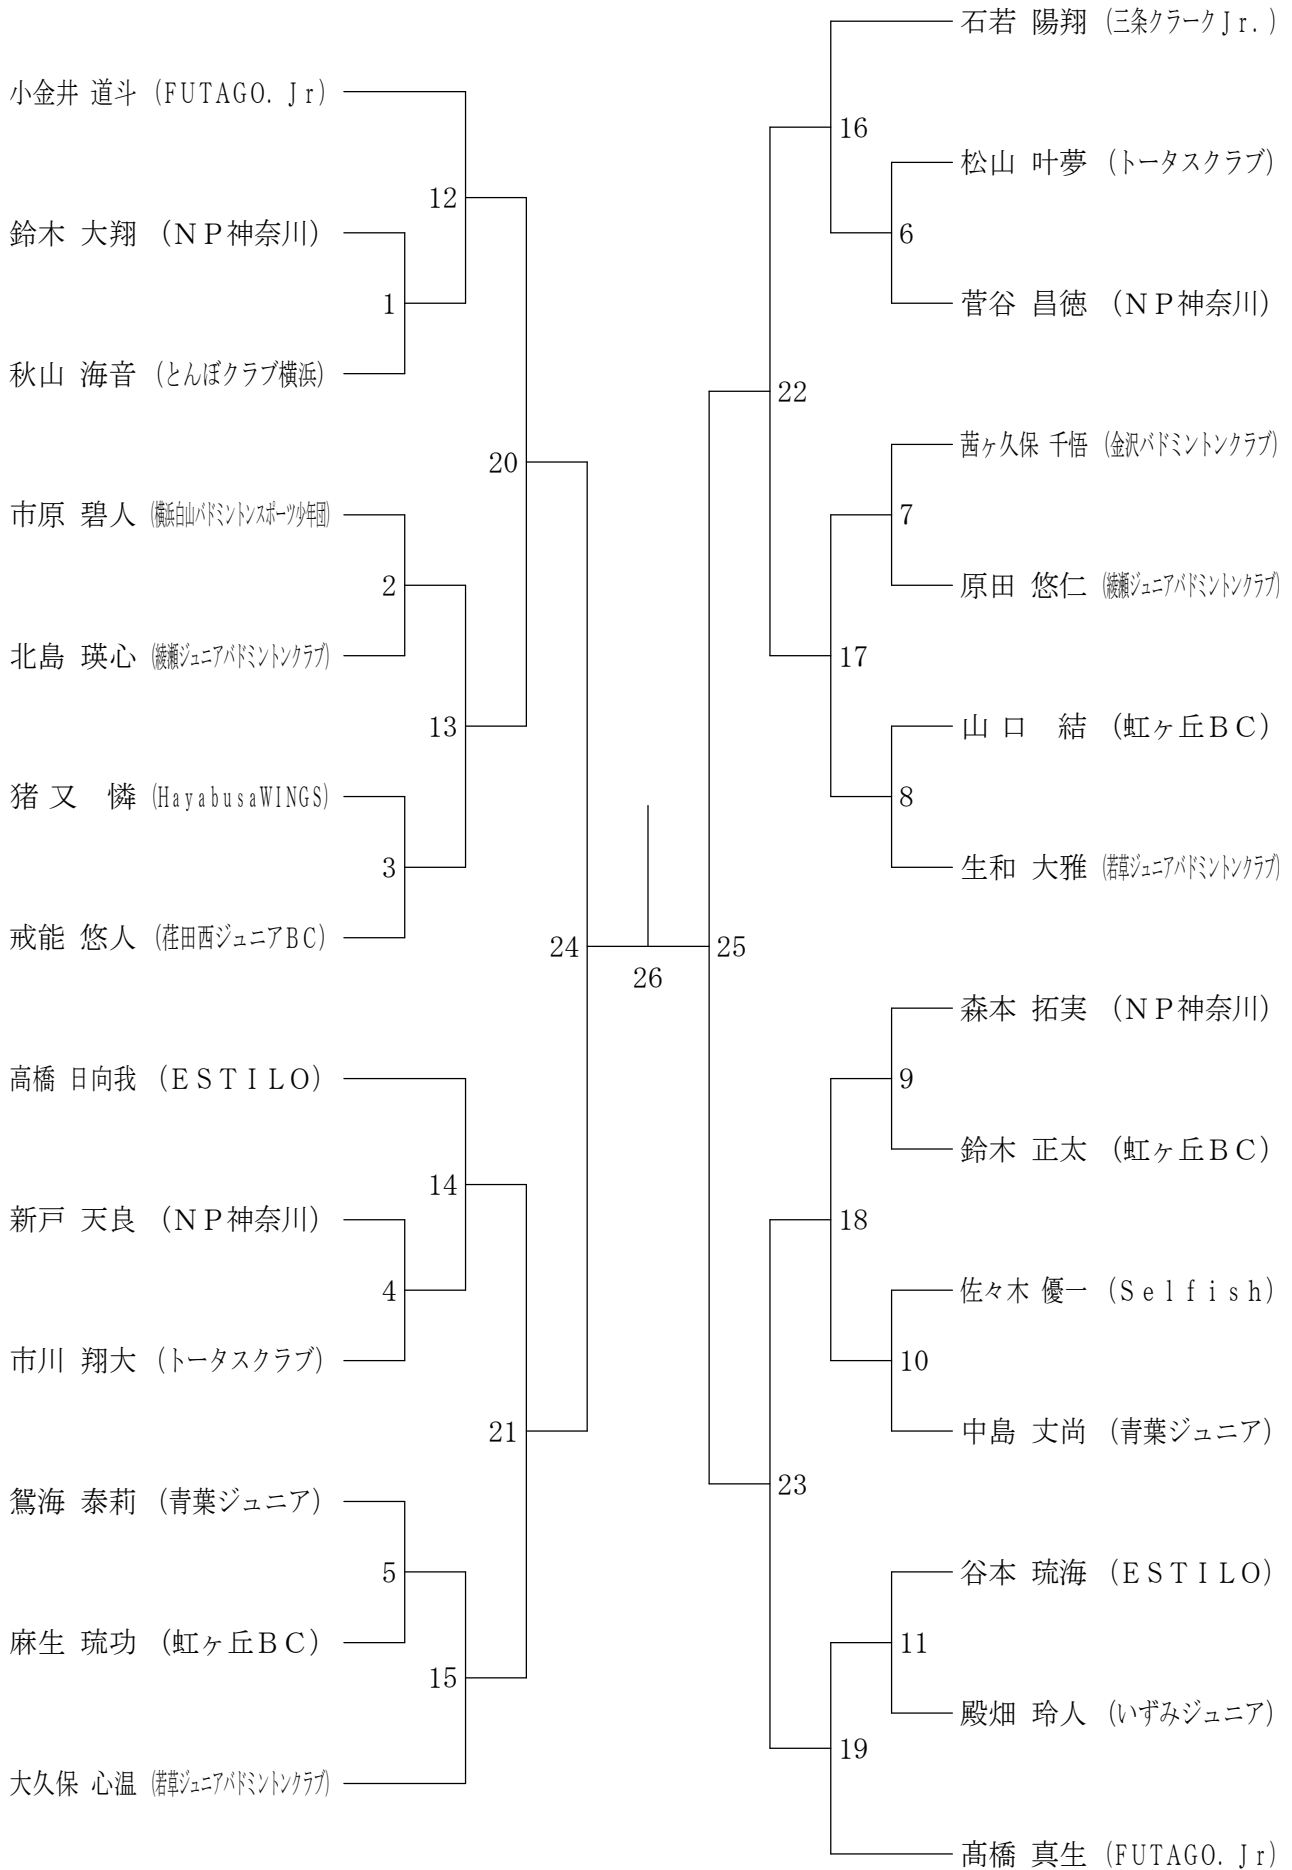 小金井 道斗 (FUTAGO. Jr)
12
鈴木 大翔 (ＮＰ神奈川)
1
秋山 海音 (とんぼクラブ横浜)
20
市原 碧人 (横浜白山バドミントンスポーツ少年団)
2
北島 瑛心 (綾瀬ジュニアバドミントンクラブ)
13
猪又 憐 (HayabusaWINGS)
3
戒能 悠人 (荏田西ジュニアBC)
24
26
高橋 日向我 (ＥＳＴＩＬＯ)
14
新戸 天良 (ＮＰ神奈川)
4
市川 翔大 (トータスクラブ)
21
鴛海 泰莉 (青葉ジュニア)
5
麻生 琉功 (虹ヶ丘ＢＣ)
15
大久保 心温 (若草ジュニアバドミントンクラブ)
石若 陽翔 (三条クラークＪｒ.)
16
松山 叶夢 (トータスクラブ)
6
菅谷 昌徳 (ＮＰ神奈川)
22
茜ヶ久保 千悟 (金沢バドミントンクラブ)
7
原田 悠仁 (綾瀬ジュニアバドミントンクラブ)
17
山口 結 (虹ヶ丘ＢＣ)
8
生和 大雅 (若草ジュニアバドミントンクラブ)
25
森本 拓実 (ＮＰ神奈川)
9
鈴木 正太 (虹ヶ丘ＢＣ)
18
佐々木 優一 (Ｓｅｌｆｉｓｈ)
10
中島 丈尚 (青葉ジュニア)
23
谷本 琉海 (ＥＳＴＩＬＯ)
11
殿畑 玲人 (いずみジュニア)
19
髙橋 真生 (FUTAGO. Jr)